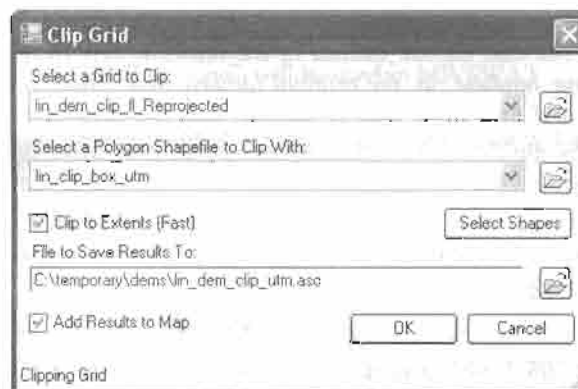 Clip Grid
Select a Grid to Clip:
lin_dem_clip_fl_Reprojected
Select a Polygon Shapefile to Clip With:
lin_clip_box_utm
Clip to Extents (Fast)
Select Shapes
File to Save Results To:
C:\temporary\dems\lin_dem_clip_utm.asc
Add Results to Map
OK
Cancel
Clipping Grid